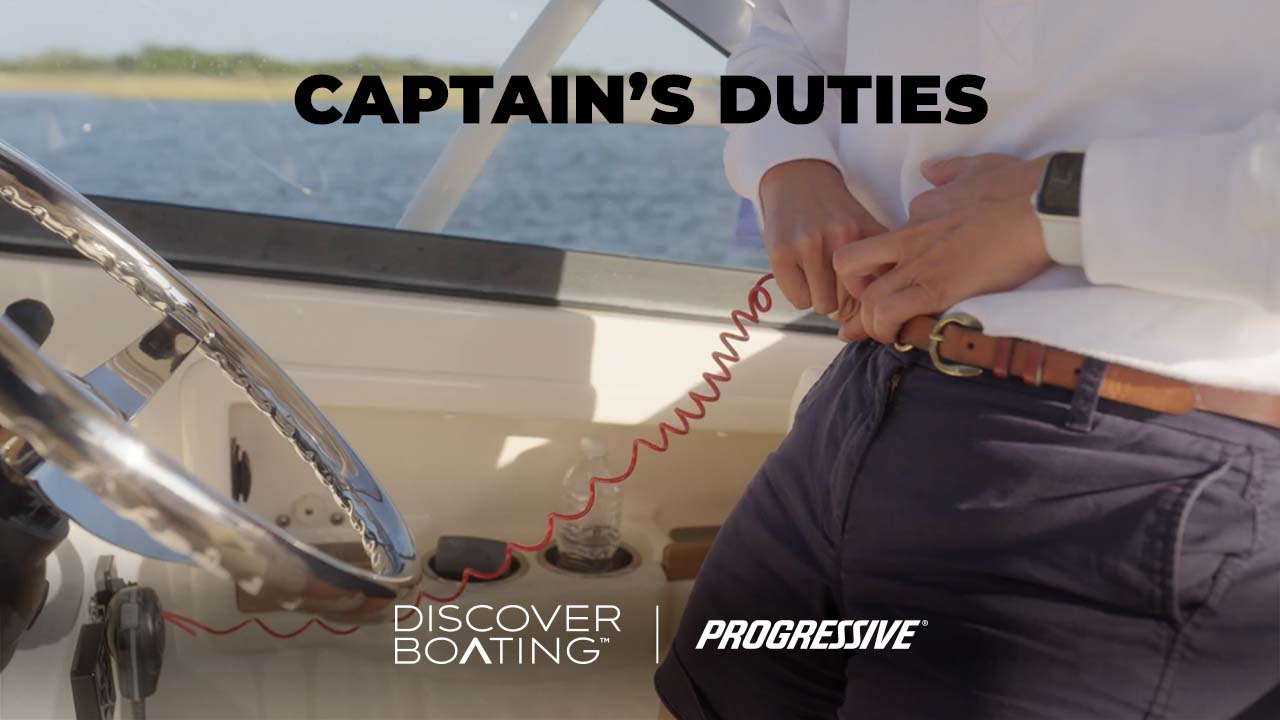 CAPTAIN’S DUTIES
DISCOVER
BOATING™
PROGRESSIVE®